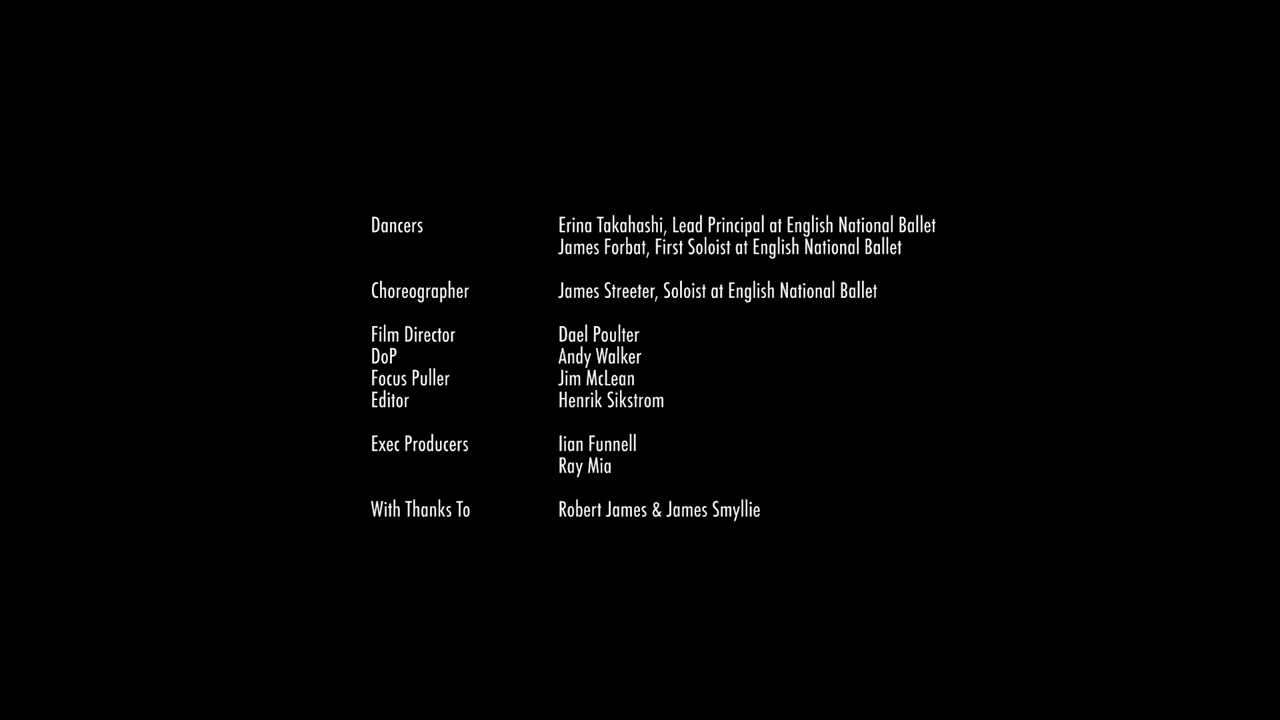 Dancers Erina Takahashi, Lead Principal at English National Ballet
James Forbat, First Soloist at English National Ballet
Choreographer James Streeter, Soloist at English National Ballet
Film Director Dael Poulter
DoP Andy Walker
Focus Puller Jim McLean
Editor Henrik Sikstrom
Exec Producers Iian Funnell
Ray Mia
With Thanks To Robert James & James Smyllie